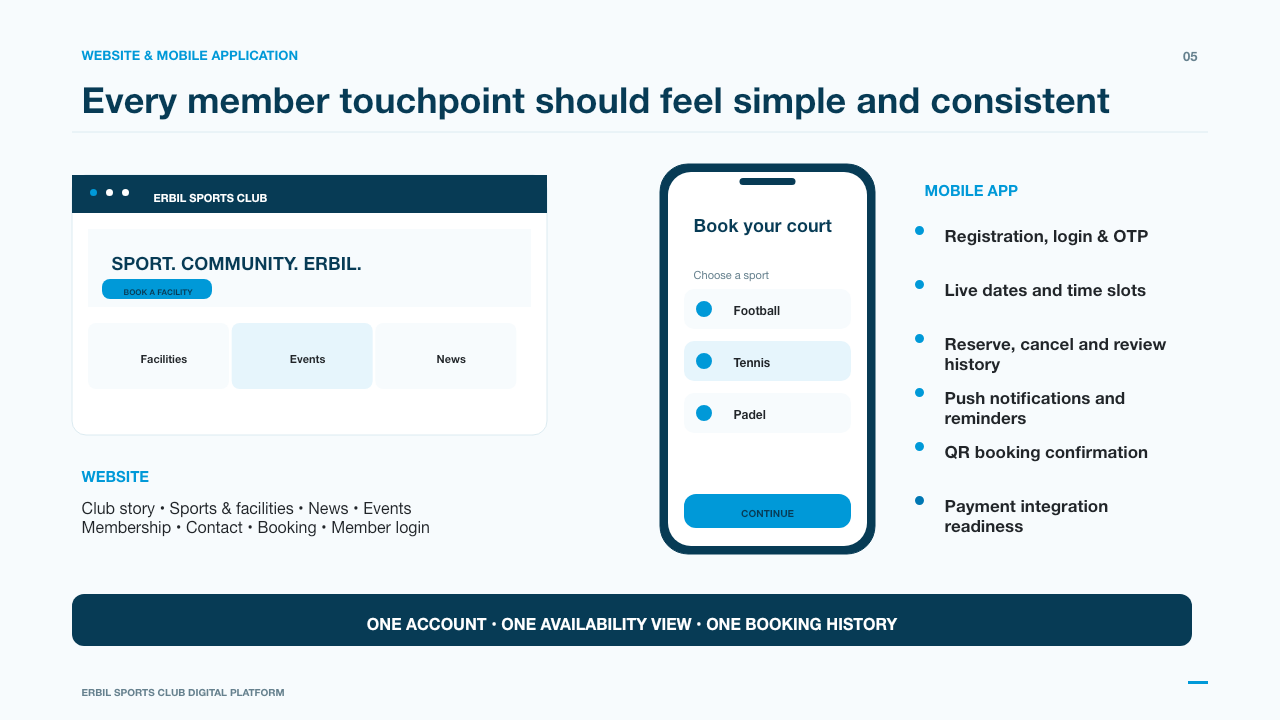 WEBSITE & MOBILE APPLICATION
05
Every member touchpoint should feel simple and consistent
ERBIL SPORTS CLUB
SPORT. COMMUNITY. ERBIL.
BOOK A FACILITY
Facilities
Events
News
WEBSITE
Club story • Sports & facilities • News • Events
Membership • Contact • Booking • Member login
Book your court
Choose a sport
Football
Tennis
Padel
CONTINUE
MOBILE APP
Registration, login & OTP
Live dates and time slots
Reserve, cancel and review
history
Push notifications and
reminders
QR booking confirmation
Payment integration
readiness
ONE ACCOUNT • ONE AVAILABILITY VIEW • ONE BOOKING HISTORY
ERBIL SPORTS CLUB DIGITAL PLATFORM